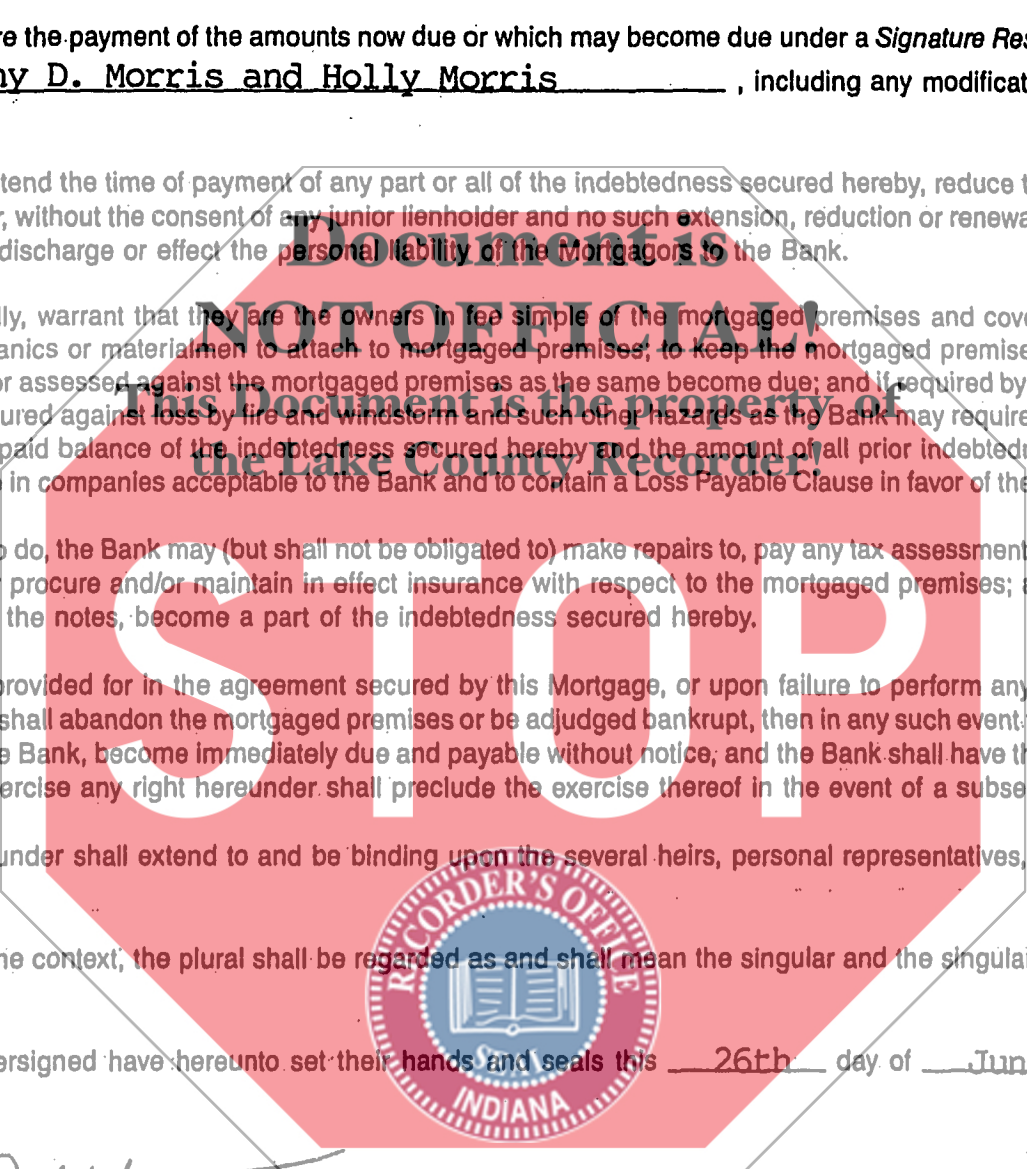 re the payment of the amounts now due or which may become due under a Signature Res
ny D. Morris and Holly Morris , including any modificat
tend the time of payment of any part or all of the indebtedness secured hereby, reduce t
, without the consent of any junior lienholder and no such extension, reduction or renewa
discharge or effect the personal liability of the Mortgagors to the Bank.
Document is
NOT OFFICIAL!
This Document is the property of
the Lake County Recorder!
lly, warrant that they are the owners in fee simple of the mortgaged premises and cove
anics or materialmen to attach to mortgaged premises; to keep the mortgaged premise
or assessed against the mortgaged premises as the same become due; and if required by
ured against loss by fire and windstorm and such other hazards as the Bank may require
paid balance of the indebtedness secured hereby and the amount of all prior indebtedn
in companies acceptable to the Bank and to contain a Loss Payable Clause in favor of the
o do, the Bank may (but shall not be obligated to) make repairs to, pay any tax assessment
procure and/or maintain in effect insurance with respect to the mortgaged premises; a
the notes, become a part of the indebtedness secured hereby.
STOP
provided for in the agreement secured by this Mortgage, or upon failure to perform any
shall abandon the mortgaged premises or be adjudged bankrupt, then in any such event
e Bank, become immediately due and payable without notice, and the Bank shall have th
ercise any right hereunder shall preclude the exercise thereof in the event of a subse
under shall extend to and be binding upon the several heirs, personal representatives,
RECORDER'S OFFICE
he context, the plural shall be regarded as and shall mean the singular and the singula
ersigned have hereunto set their hands and seals this 26th day of Jun
SEAL
INDIANA